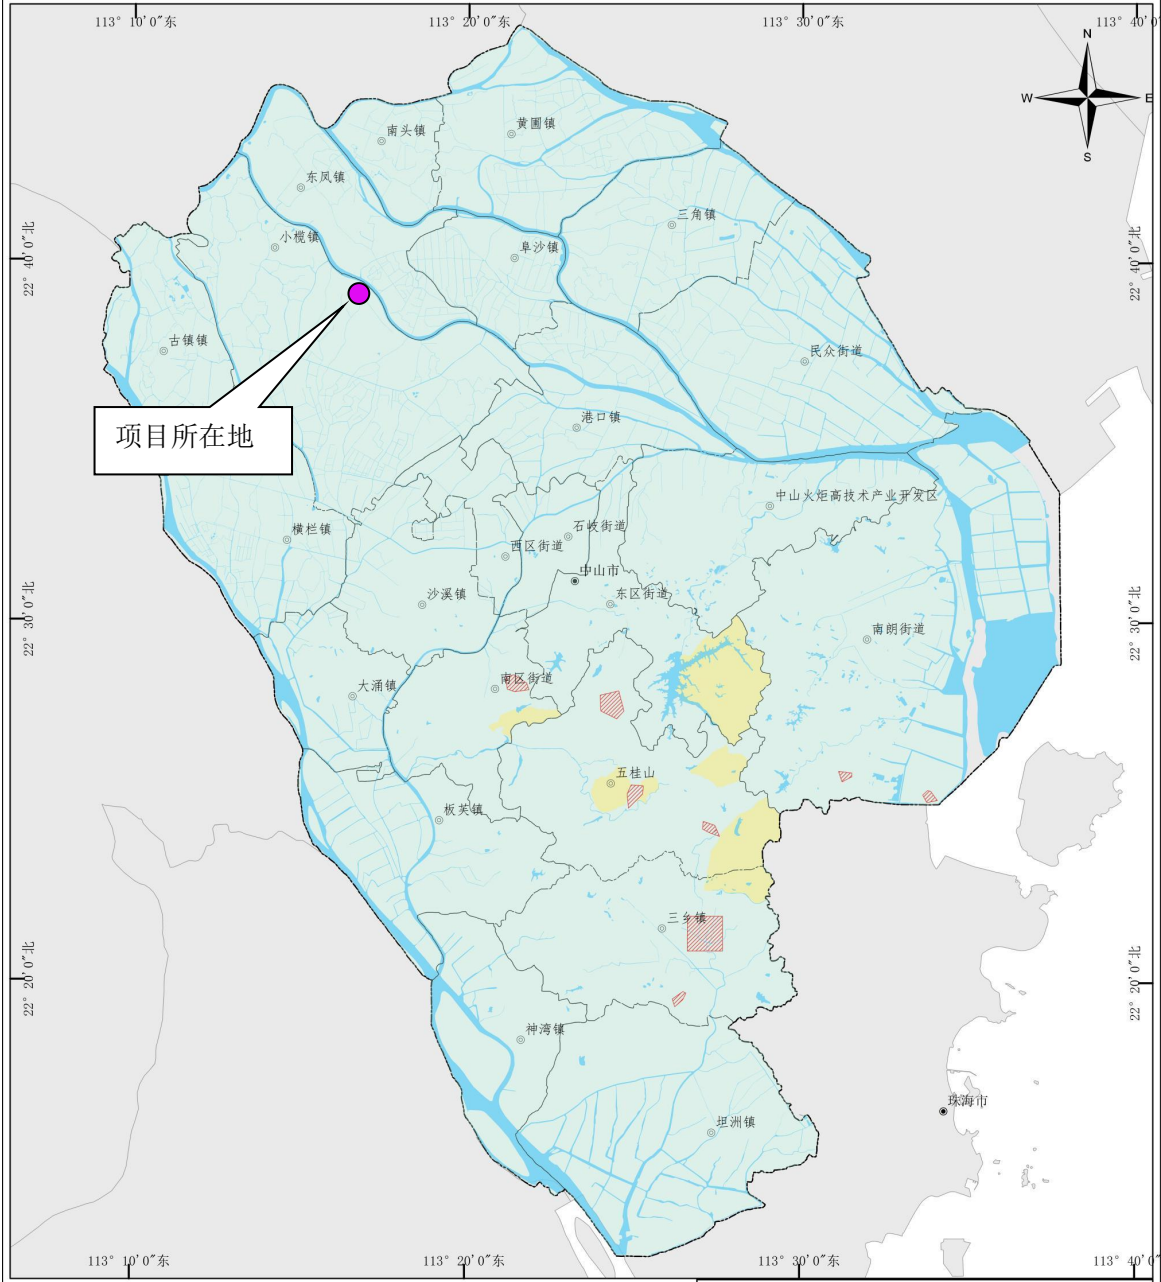 113° 10′0″东
113° 20′0″东
113° 30′0″东
113° 40′0″
N
W
E
S
南头镇
黄圃镇
东凤镇
三角镇
小榄镇
阜沙镇
22° 40′0″北
22° 40′0″北
古镇镇
民众街道
项目所在地
港口镇
中山火炬高技术产业开发区
横栏镇
石岐街道
西区街道
中山市
沙溪镇
东区街道
22° 30′0″北
22° 30′0″北
南朗街道
大涌镇
南区街道
五桂山
板芙镇
三乡镇
22° 20′0″北
22° 20′0″北
神湾镇
珠海市
坦洲镇
113° 10′0″东
113° 20′0″东
113° 30′0″东
113° 40′0″